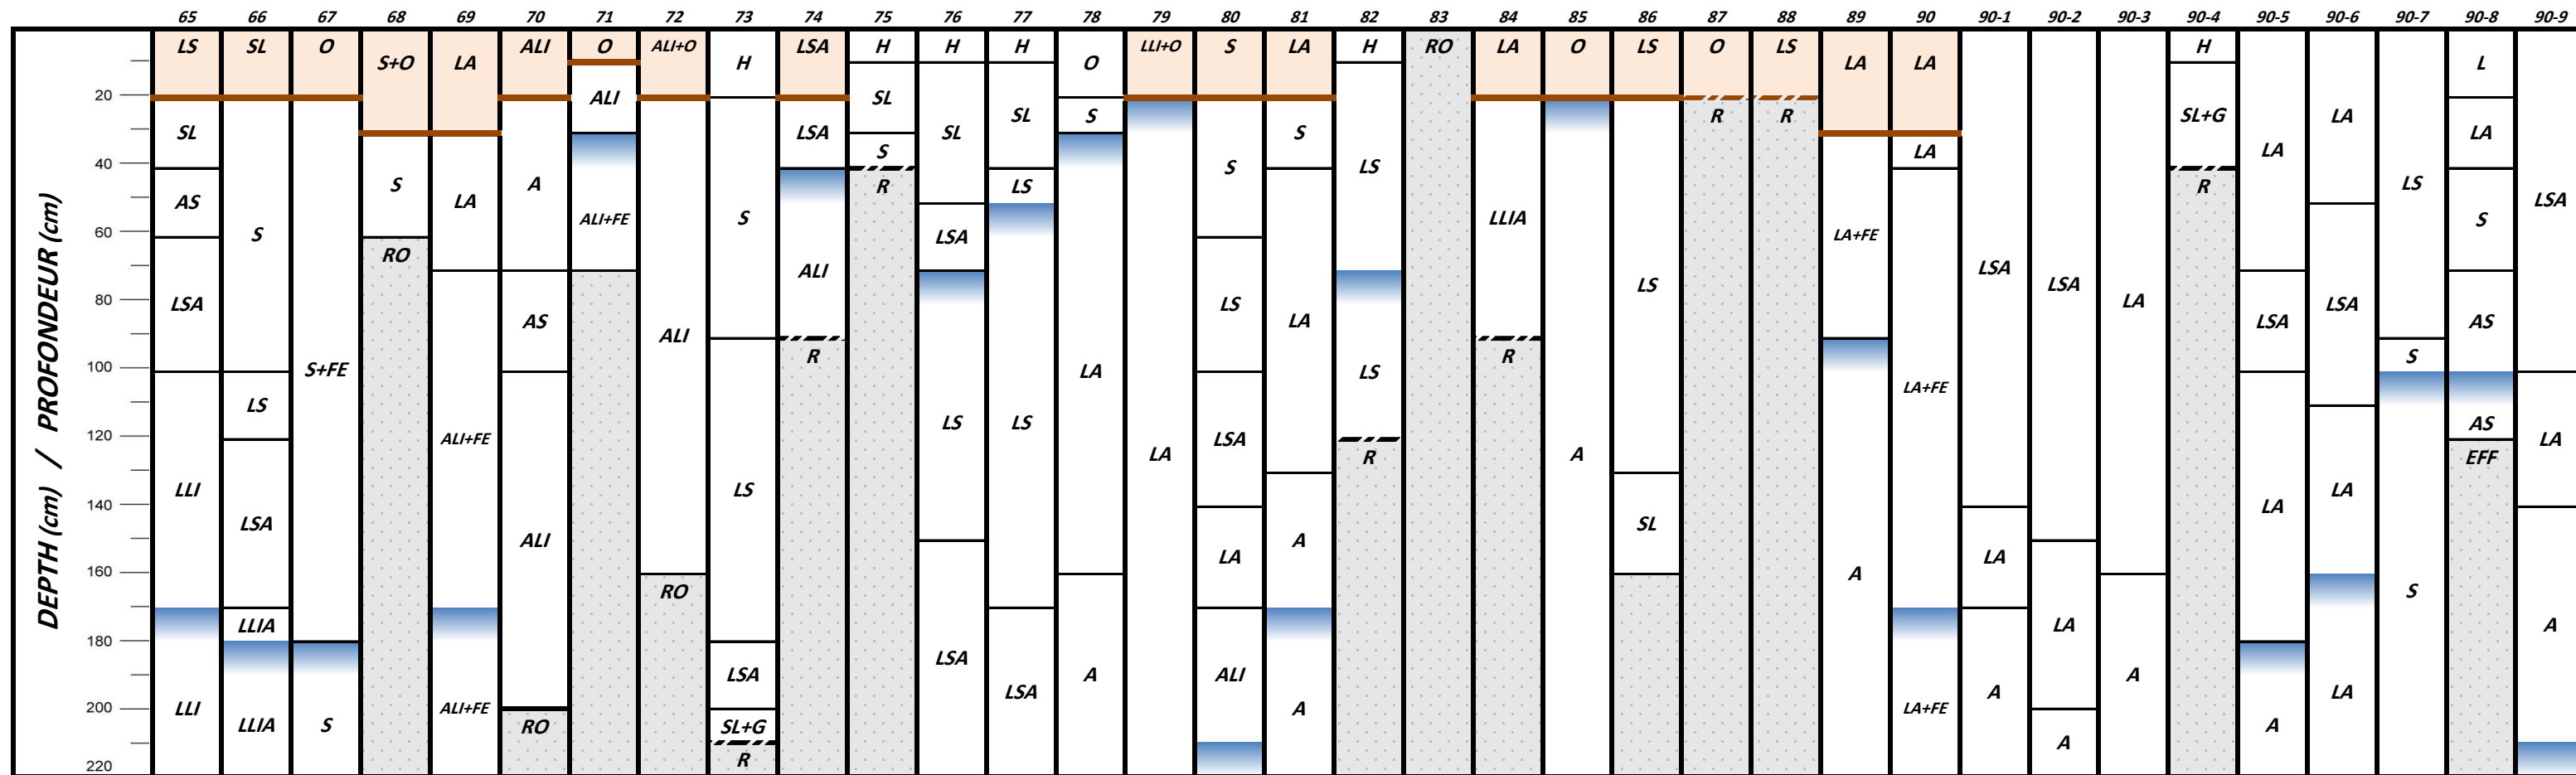 65 66 67 68 69 70 71 72 73 74 75 76 77 78 79 80 81 82 83 84 85 86 87 88 89 90 90-1 90-2 90-3 90-4 90-5 90-6 90-7 90-8 90-9
LS SL O ALI O ALI+O LSA H H H LLI+O S LA H RO LA O LS O LS H LS
S+O LA H O LA LA L
20 ALI SL
SL+G LA
R R S
SL LSA SL SL S LA
S LA LA
40 LS
R LS R
S A S LS
AS LA LSA
ALI+FE S LLIA S
60 S LSA LA+FE
RO
ALI LSA LSA
80 LSA LS LS LA LSA
AS LA LSA AS
ALI
100 R R S
S+FE LA LS LA+FE
LS
120 LS LS AS
ALI+FE LSA LA
LA A R EFF
140 LLI LS LA
LSA SL LA
ALI A
160 LA LA
RO A S
180 LLIA LA A
LSA LSA ALI
A LSA A A LA
200 LLI ALI+FE A LA+FE
LLIA S RO SL+G A
A
220 R
DEPTH (cm) / PROFONDEUR (cm)